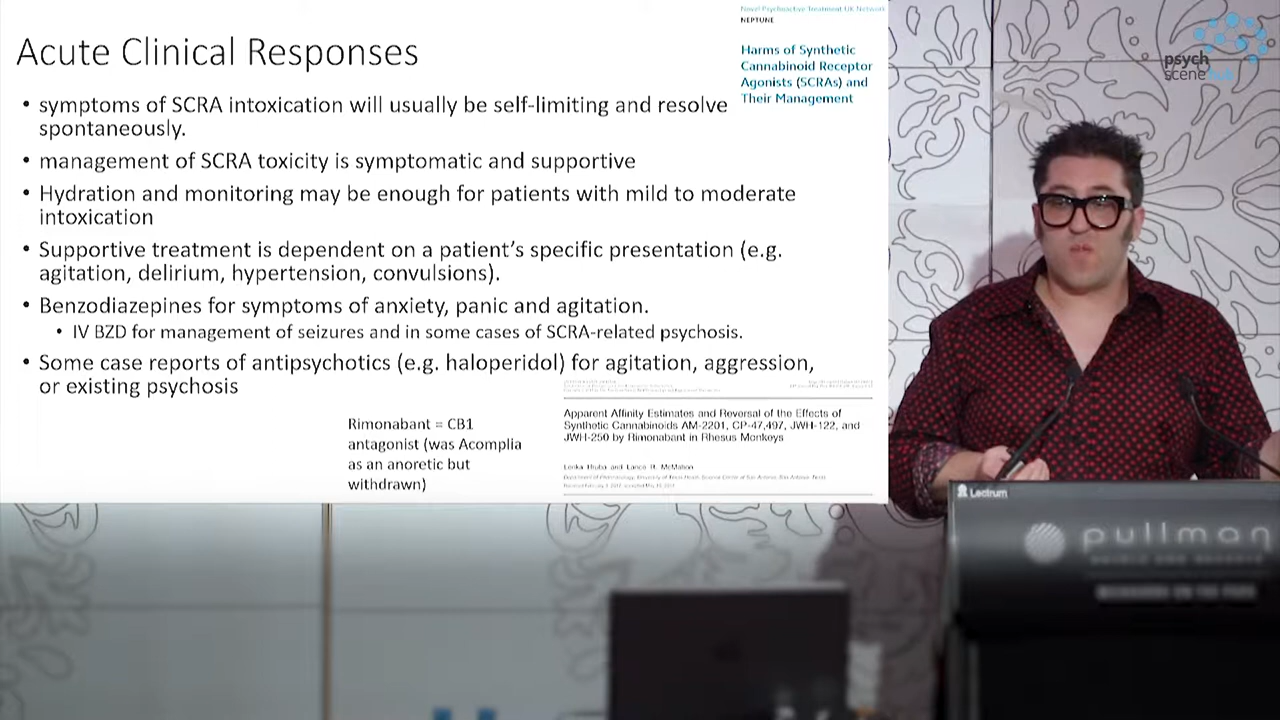 Novel Psychoactive Treatment UK Network
NEPTUNE
Harms of Synthetic
Cannabinoid Receptor
Agonists (SCRAs) and
Their Management
Acute Clinical Responses
• symptoms of SCRA intoxication will usually be self-limiting and resolve
spontaneously.
• management of SCRA toxicity is symptomatic and supportive
• Hydration and monitoring may be enough for patients with mild to moderate
intoxication
• Supportive treatment is dependent on a patient’s specific presentation (e.g.
agitation, delirium, hypertension, convulsions).
• Benzodiazepines for symptoms of anxiety, panic and agitation.
• IV BZD for management of seizures and in some cases of SCRA-related psychosis.
• Some case reports of antipsychotics (e.g. haloperidol) for agitation, aggression,
or existing psychosis
Rimonabant = CB1
antagonist (was Acomplia
as an anoretic but
withdrawn)
Apparent Affinity Estimates and Reversal of the Effects of
Synthetic Cannabinoids AM-2201, CP-47,497, JWH-122, and
JWH-250 by Rimonabant in Rhesus Monkeys
Lenka Hruba and Lance R. McMahon
psych
scene hub
Lectrum
pullman